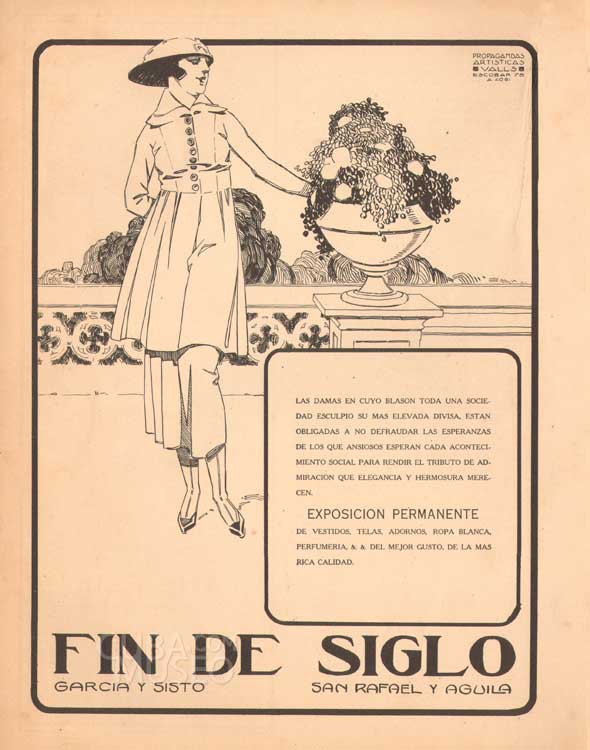 PROPAGANDAS
ARTISTICAS
VALLS
ESCOBAR 78
LAS DAMAS EN CUYO BLASON TODA UNA SOCIE-
DAD ESCULPIO SU MAS ELEVADA DIVISA, ESTAN
OBLIGADAS A NO DEFRAUDAR LAS ESPERANZAS
DE LOS QUE ANSIOSOS ESPERAN CADA ACONTECI-
MIENTO SOCIAL PARA RENDIR EL TRIBUTO DE AD-
MIRACION QUE ELEGANCIA Y HERMOSURA MERE-
CEN.
EXPOSICION PERMANENTE
DE VESTIDOS, TELAS, ADORNOS, ROPA BLANCA,
PERFUMERIA, & & DEL MEJOR GUSTO, DE LA MAS
RICA CALIDAD.
FIN DE SIGLO
MUSEO
GARCIA Y SISTO SAN RAFAEL Y AGUILA